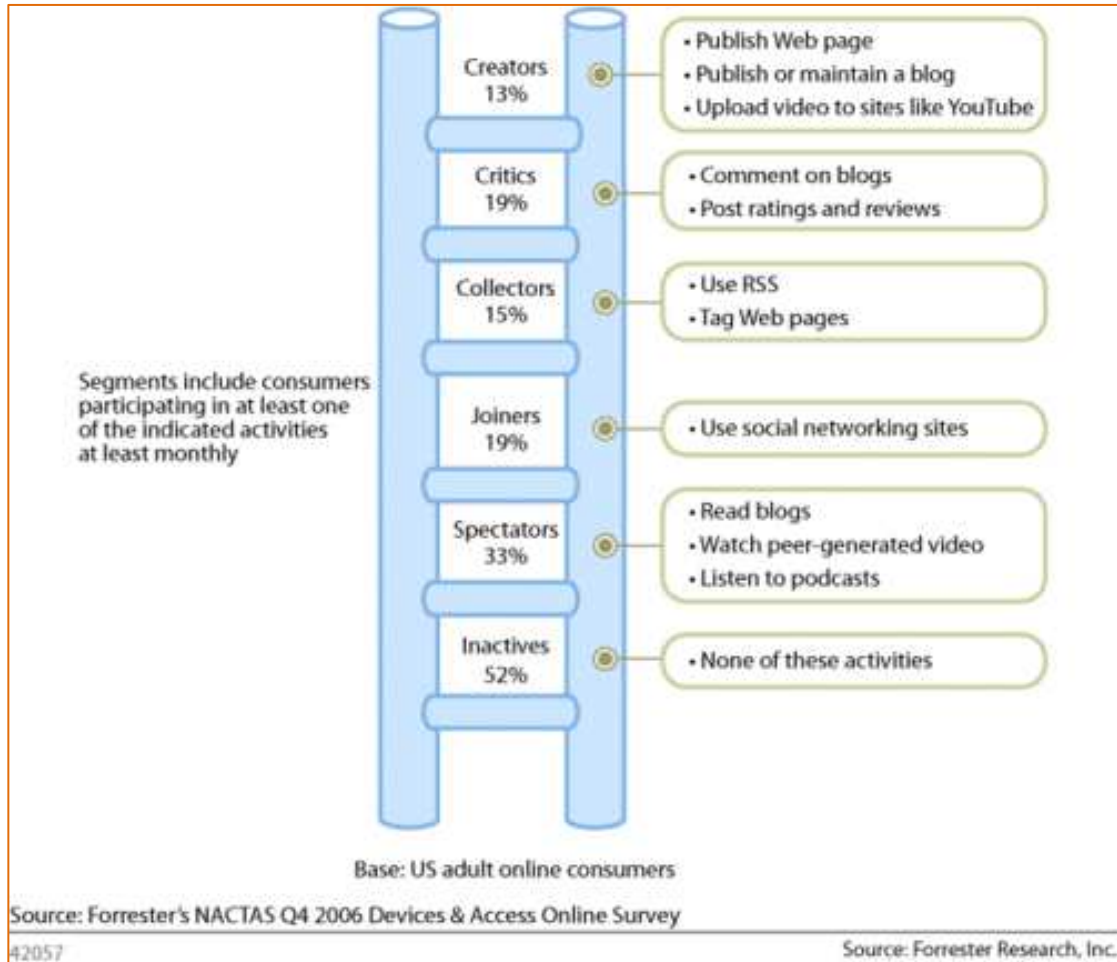 Creators
13%
• Publish Web page
• Publish or maintain a blog
• Upload video to sites like YouTube
Critics
19%
• Comment on blogs
• Post ratings and reviews
Collectors
15%
• Use RSS
• Tag Web pages
Segments include consumers
participating in at least one
of the indicated activities
at least monthly
Joiners
19%
• Use social networking sites
Spectators
33%
• Read blogs
• Watch peer-generated video
• Listen to podcasts
Inactives
52%
• None of these activities
Base: US adult online consumers
Source: Forrester's NACTAS Q4 2006 Devices & Access Online Survey
42057
Source: Forrester Research, Inc.